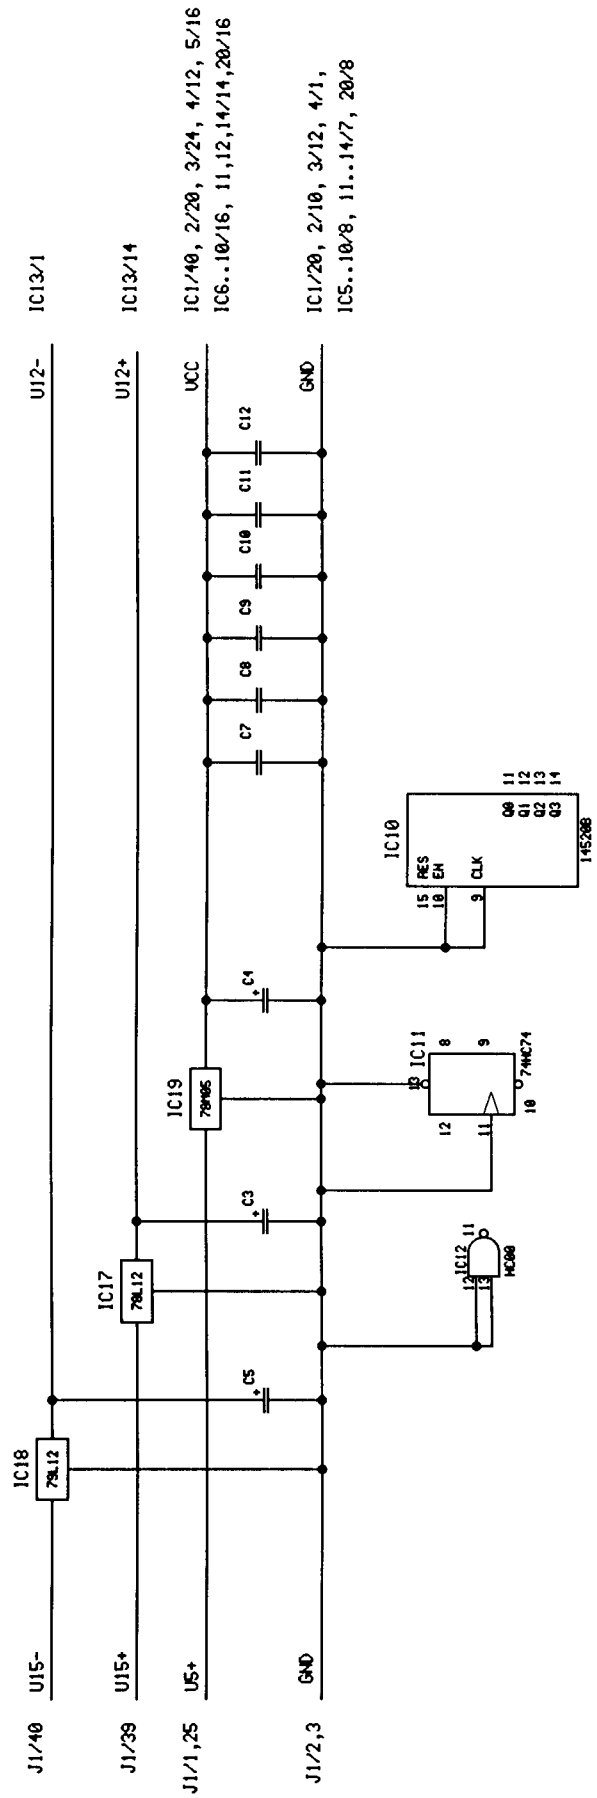 J1/40
U15-
IC18
79L12
U12-
IC13/1
J1/39
U15+
IC17
78L12
U12+
IC13/14
J1/1,25
U5+
IC19
78M05
VCC
IC1/40, 2/20, 3/24, 4/12, 5/16
IC6..10/16, 11,12,14/14,20/16
C5
+
C3
+
C4
+
C7
C8
C9
C10
C11
C12
J1/2,3
GND
GND
IC1/20, 2/10, 3/12, 4/1,
IC5..10/8, 11..14/7, 20/8
IC12
12
13
11
HC00
IC11
13
12
11
8
9
10
74HC74
IC10
15 RES
10 EN
9 CLK
Q0 11
Q1 12
Q2 13
Q3 14
14520B